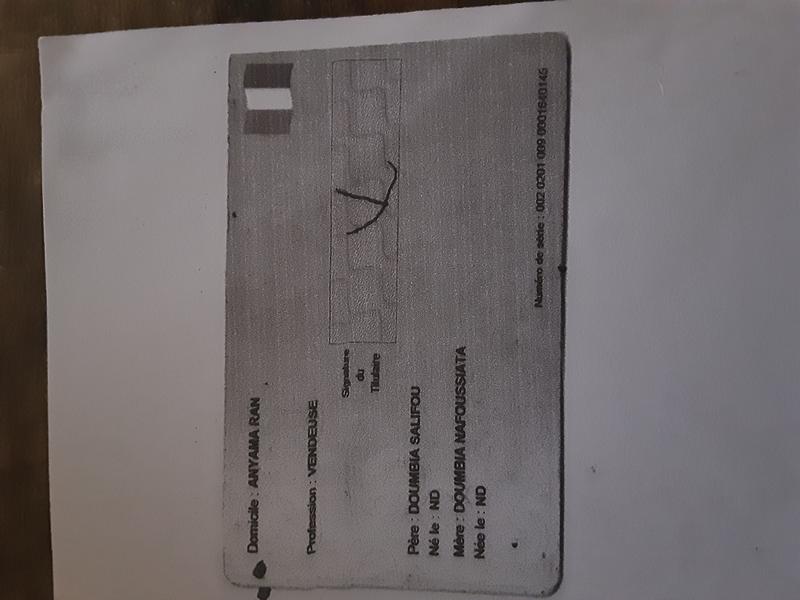 Domicile : ANYAMA RAN
Profession : VENDEUSE
Signature
du
Titulaire
Père : DOUMBIA SALIFOU
Né le : ND
Mère : DOUMBIA NAFOUSSIATA
Née le : ND
Numéro de série : 002 0201 009 0001640145